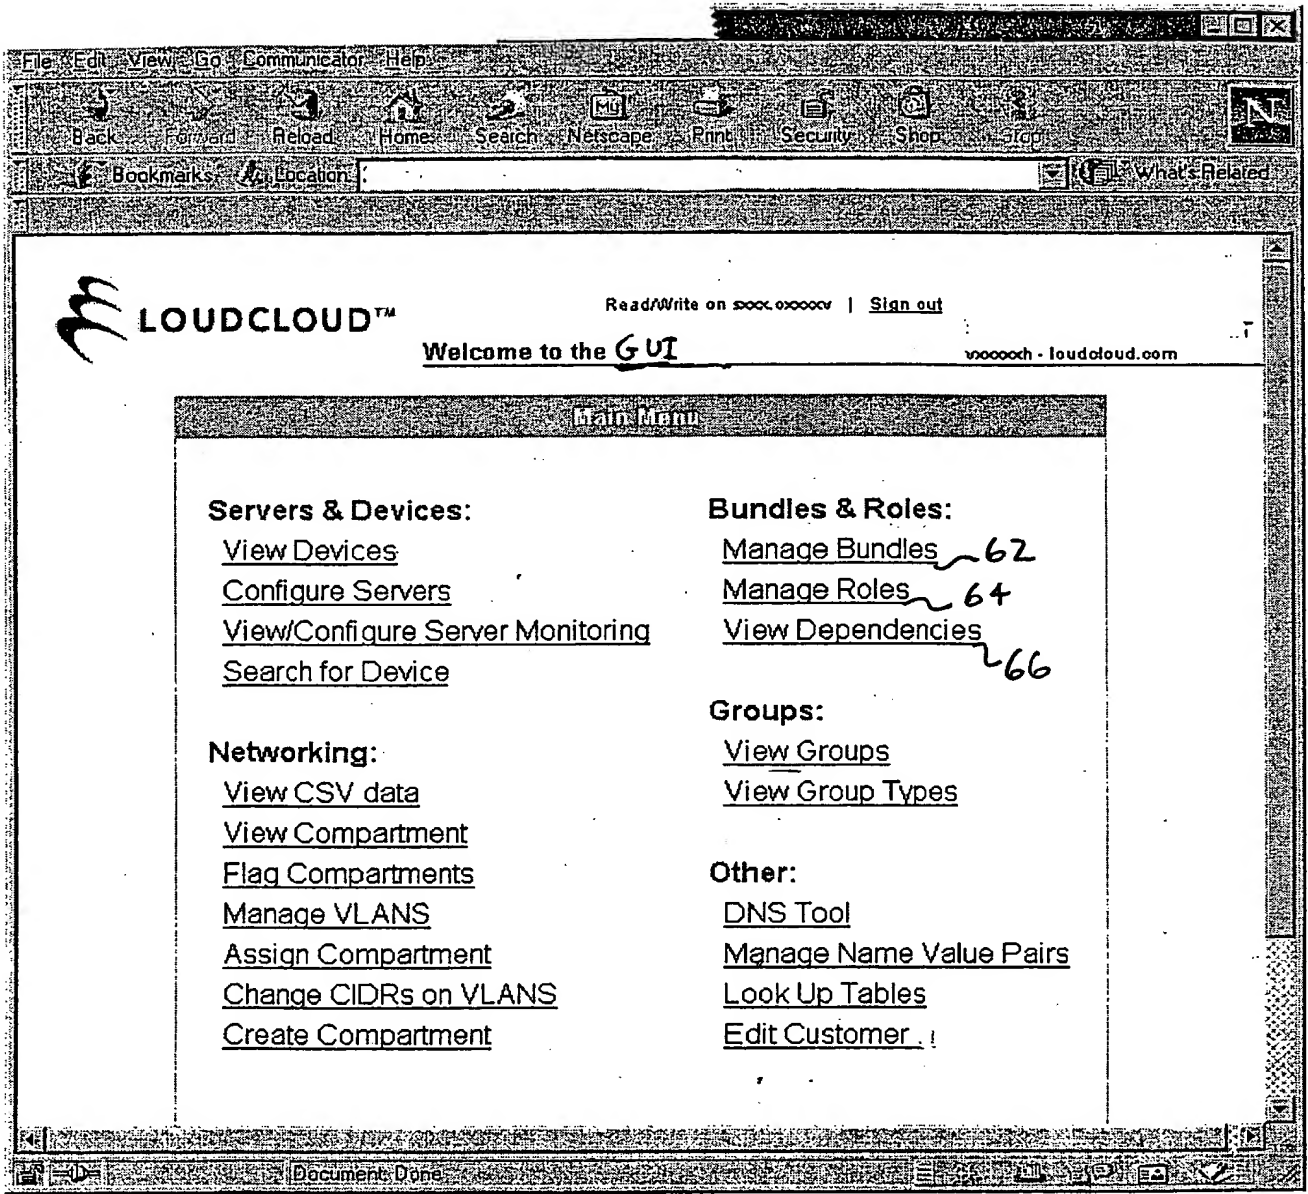 File Edit View Go Communicator Help
Back Forward Reload Home Search Netscape Print Security Shop Stop
Bookmarks Location: What's Related
LOUDCLOUD™
Read/Write on | Sign out
Welcome to the GUI
- loudcloud.com
Main Menu
Servers & Devices:
View Devices
Configure Servers
View/Configure Server Monitoring
Search for Device
Networking:
View CSV data
View Compartment
Flag Compartments
Manage VLANS
Assign Compartment
Change CIDRs on VLANS
Create Compartment
Bundles & Roles:
Manage Bundles 62
Manage Roles 64
View Dependencies
66
Groups:
View Groups
View Group Types
Other:
DNS Tool
Manage Name Value Pairs
Look Up Tables
Edit Customer
Document: Done